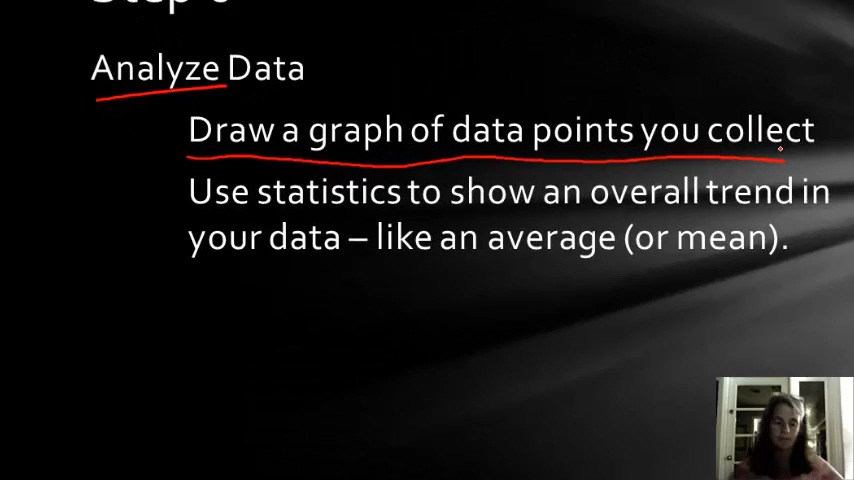 Analyze Data
Draw a graph of data points you collect
Use statistics to show an overall trend in
your data – like an average (or mean).